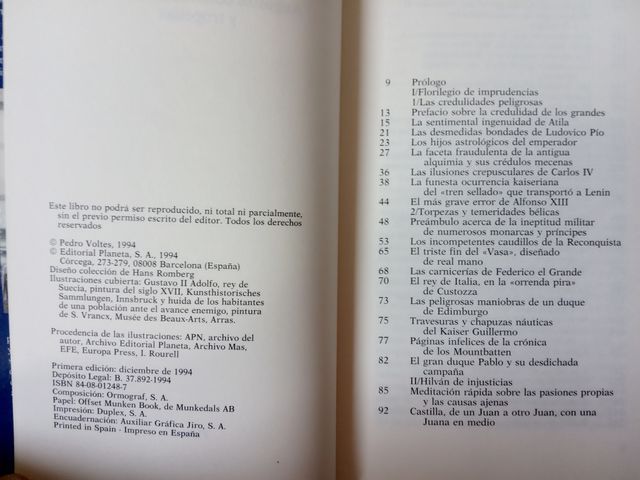 Este libro no podrá ser reproducido, ni total ni parcialmente,
sin el previo permiso escrito del editor. Todos los derechos
reservados
© Pedro Voltes, 1994
© Editorial Planeta, S. A., 1994
Córcega, 273-279, 08008 Barcelona (España)
Diseño colección de Hans Romberg
Ilustraciones cubierta: Gustavo II Adolfo, rey de
Suecia, pintura del siglo XVII, Kunsthistorisches
Sammlungen, Innsbruck y huida de los habitantes
de una población ante el avance enemigo, pintura
de S. Vrancx, Musée des Beaux-Arts, Arras.
Procedencia de las ilustraciones: APN, archivo del
autor, Archivo Editorial Planeta, Archivo Mas,
EFE, Europa Press, I. Rourell
Primera edición: diciembre de 1994
Depósito Legal: B. 37.892-1994
ISBN 84-08-01248-7
Composición: Ormograf, S. A.
Papel: Offset Munken Book, de Munkedals AB
Impresión: Duplex, S. A.
Encuadernación: Auxiliar Gráfica Jiro, S. A.
Printed in Spain - Impreso en España
9 Prólogo
I/Florilegio de imprudencias
1/Las credulidades peligrosas
13 Prefacio sobre la credulidad de los grandes
15 La sentimental ingenuidad de Atila
21 Las desmedidas bondades de Ludovico Pío
23 Los hijos astrológicos del emperador
27 La faceta fraudulenta de la antigua
alquimia y sus crédulos mecenas
36 Las ilusiones crepusculares de Carlos IV
38 La funesta ocurrencia kaiseriana
del «tren sellado» que transportó a Lenin
44 El más grave error de Alfonso XIII
2/Torpezas y temeridades bélicas
48 Preámbulo acerca de la ineptitud militar
de numerosos monarcas y príncipes
53 Los incompetentes caudillos de la Reconquista
65 El triste fin del «Vasa», diseñado
de real mano
68 Las carnicerías de Federico el Grande
70 El rey de Italia, en la «orrenda pira»
de Custozza
73 Las peligrosas maniobras de un duque
de Edimburgo
75 Travesuras y chapuzas náuticas
del Kaiser Guillermo
77 Páginas infelices de la crónica
de los Mountbatten
82 El gran duque Pablo y su desdichada
campaña
II/Hilván de injusticias
85 Meditación rápida sobre las pasiones propias
y las causas ajenas
92 Castilla, de un Juan a otro Juan, con una
Juana en medio